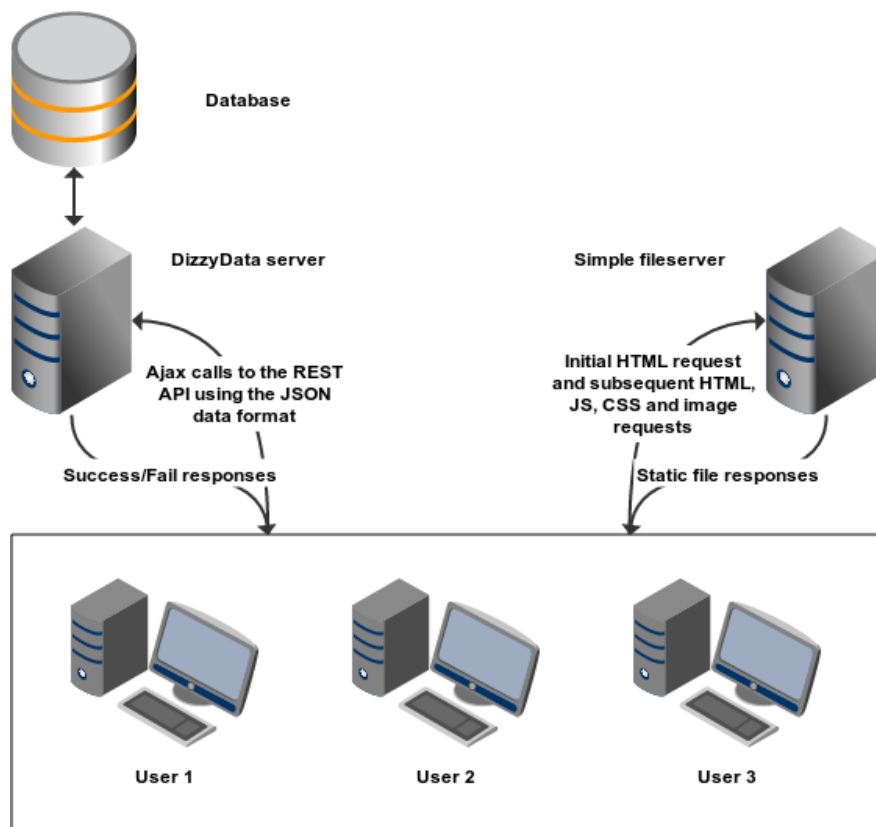 Database
DizzyData server
Simple fileserver
Ajax calls to the REST
API using the JSON
data format
Initial HTML request
and subsequent HTML,
JS, CSS and image
requests
Success/Fail responses
Static file responses
User 1
User 2
User 3